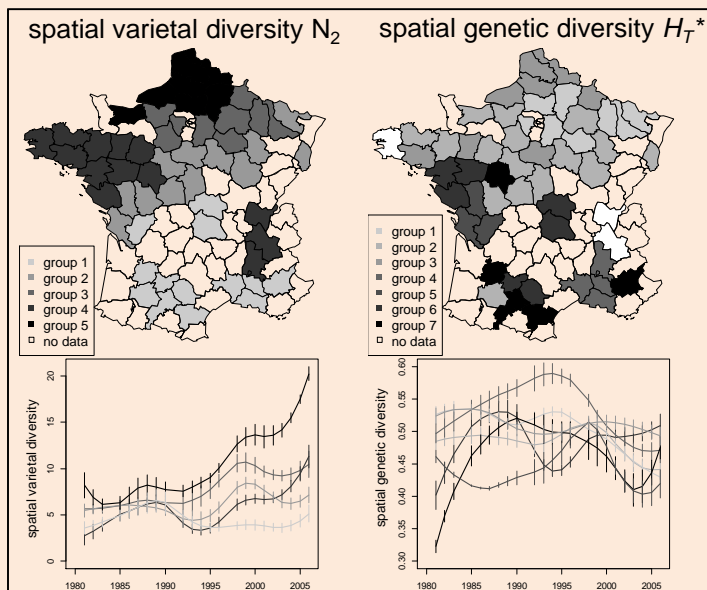 spatial varietal diversity N2
spatial genetic diversity HT*
group 1
group 2
group 3
group 4
group 5
no data
group 1
group 2
group 3
group 4
group 5
group 6
group 7
no data
spatial varietal diversity
20
15
10
5
0
1980 1985 1990 1995 2000 2005
spatial genetic diversity
0.60
0.55
0.50
0.45
0.40
0.35
0.30
1980 1985 1990 1995 2000 2005